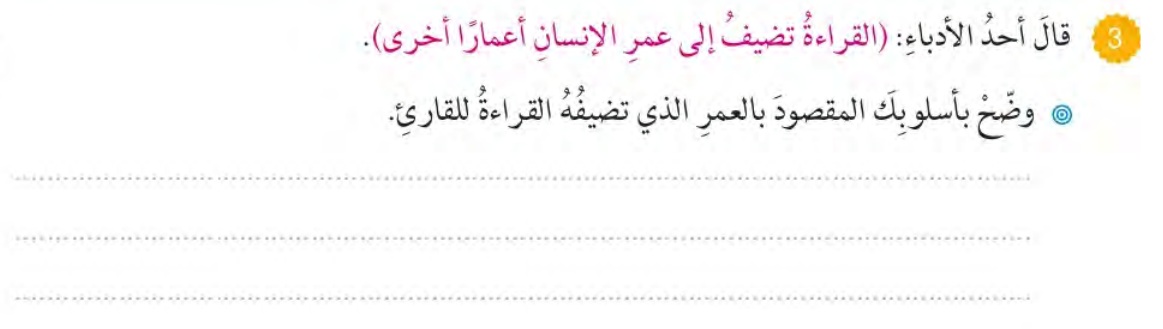 3 قالَ أحدُ الأدباءِ: (القراءةُ تضيفُ إلى عمرِ الإنسانِ أعمارًا أخرى).
وضّحْ بأسلوبِكَ المقصودَ بالعمرِ الذي تضيفُهُ القراءةُ للقارئِ.